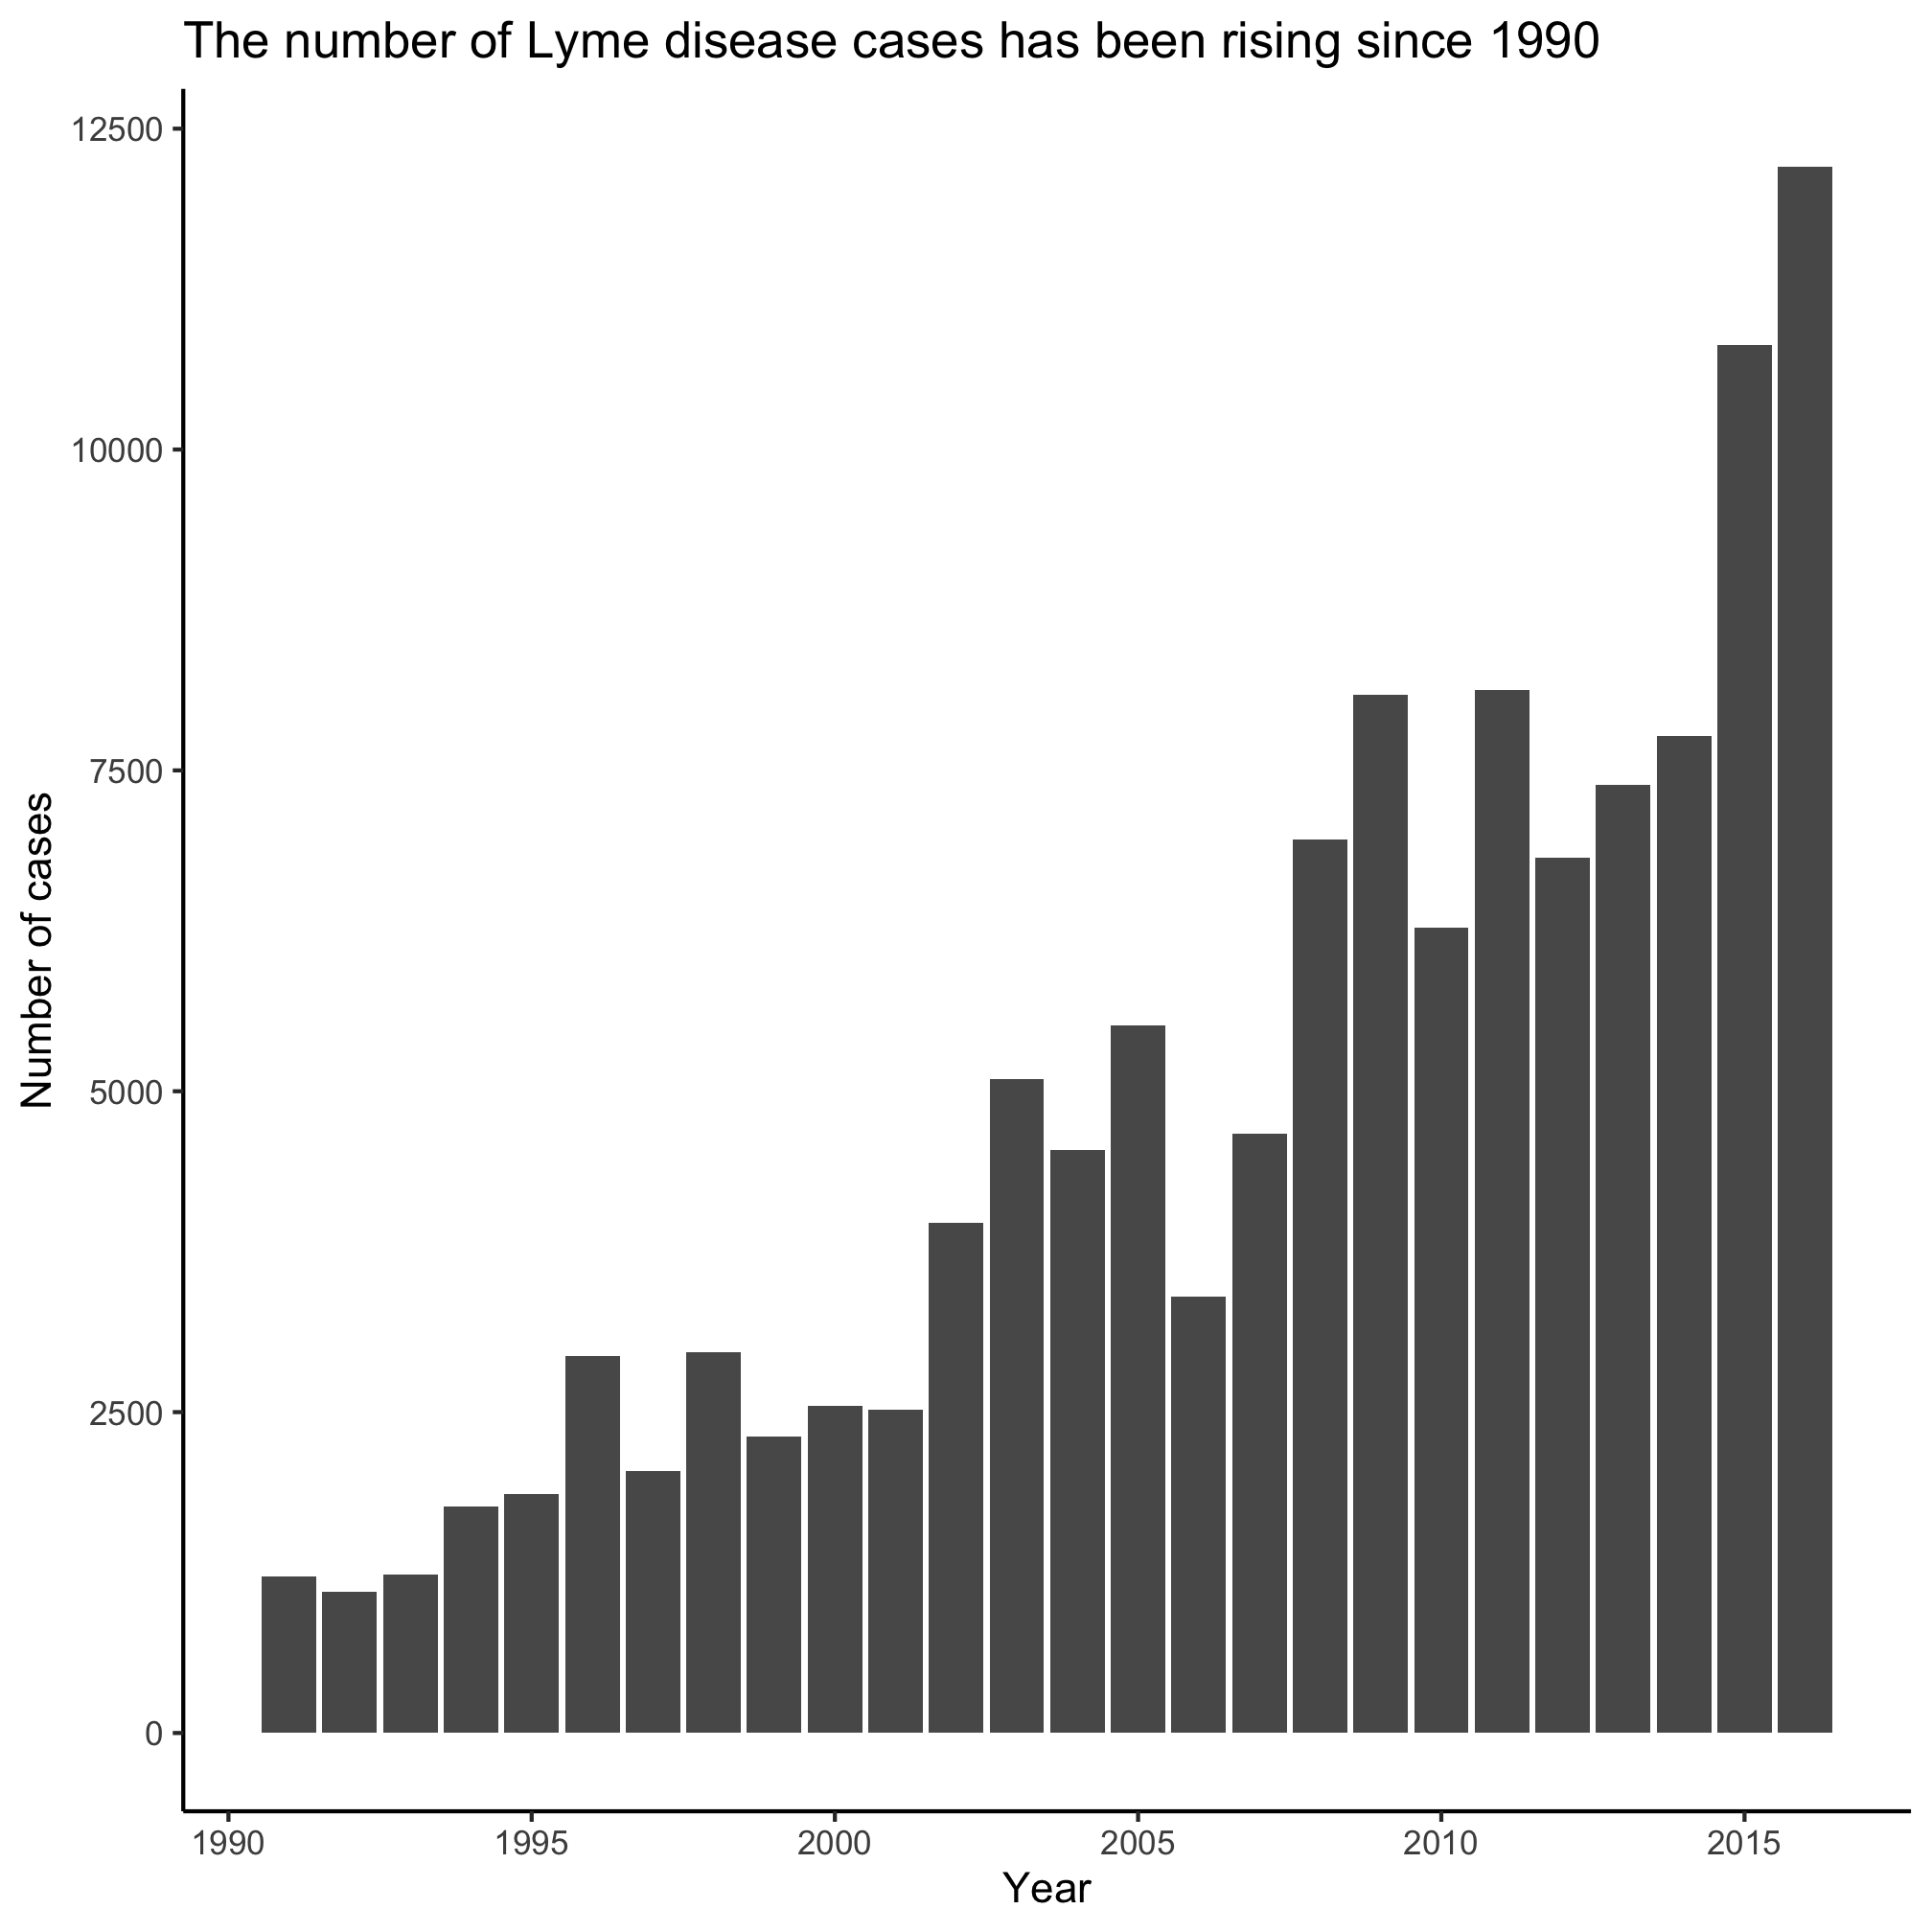 The number of Lyme disease cases has been rising since 1990
12500
10000
7500
5000
2500
0
Number of cases
1990 1995 2000 2005 2010 2015
Year